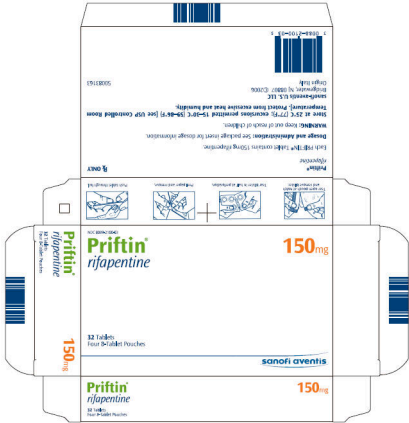 Priftin®
rifapentine
℞ ONLY
Each PRIFTIN® Tablet contains 150mg rifapentine.
Dosage and Administration: See package insert for dosage information.
WARNING: Keep out of reach of children.
Store at 25°C (77°F); excursions permitted 15-30°C (59-86°F) [see USP Controlled Room
Temperature]. Protect from excessive heat and humidity.
sanofi-aventis U.S. LLC
Bridgewater, NJ 08807 ©2006
Origin Italy
50083163
Priftin®
rifapentine
150mg
32 Tablets
Four 8-Tablet Pouches
sanofi aventis
Priftin®
rifapentine
150mg
32 Tablets
Four 8-Tablet Pouches
Priftin®
rifapentine
150mg
32 Tablets
Four 8-Tablet Pouches